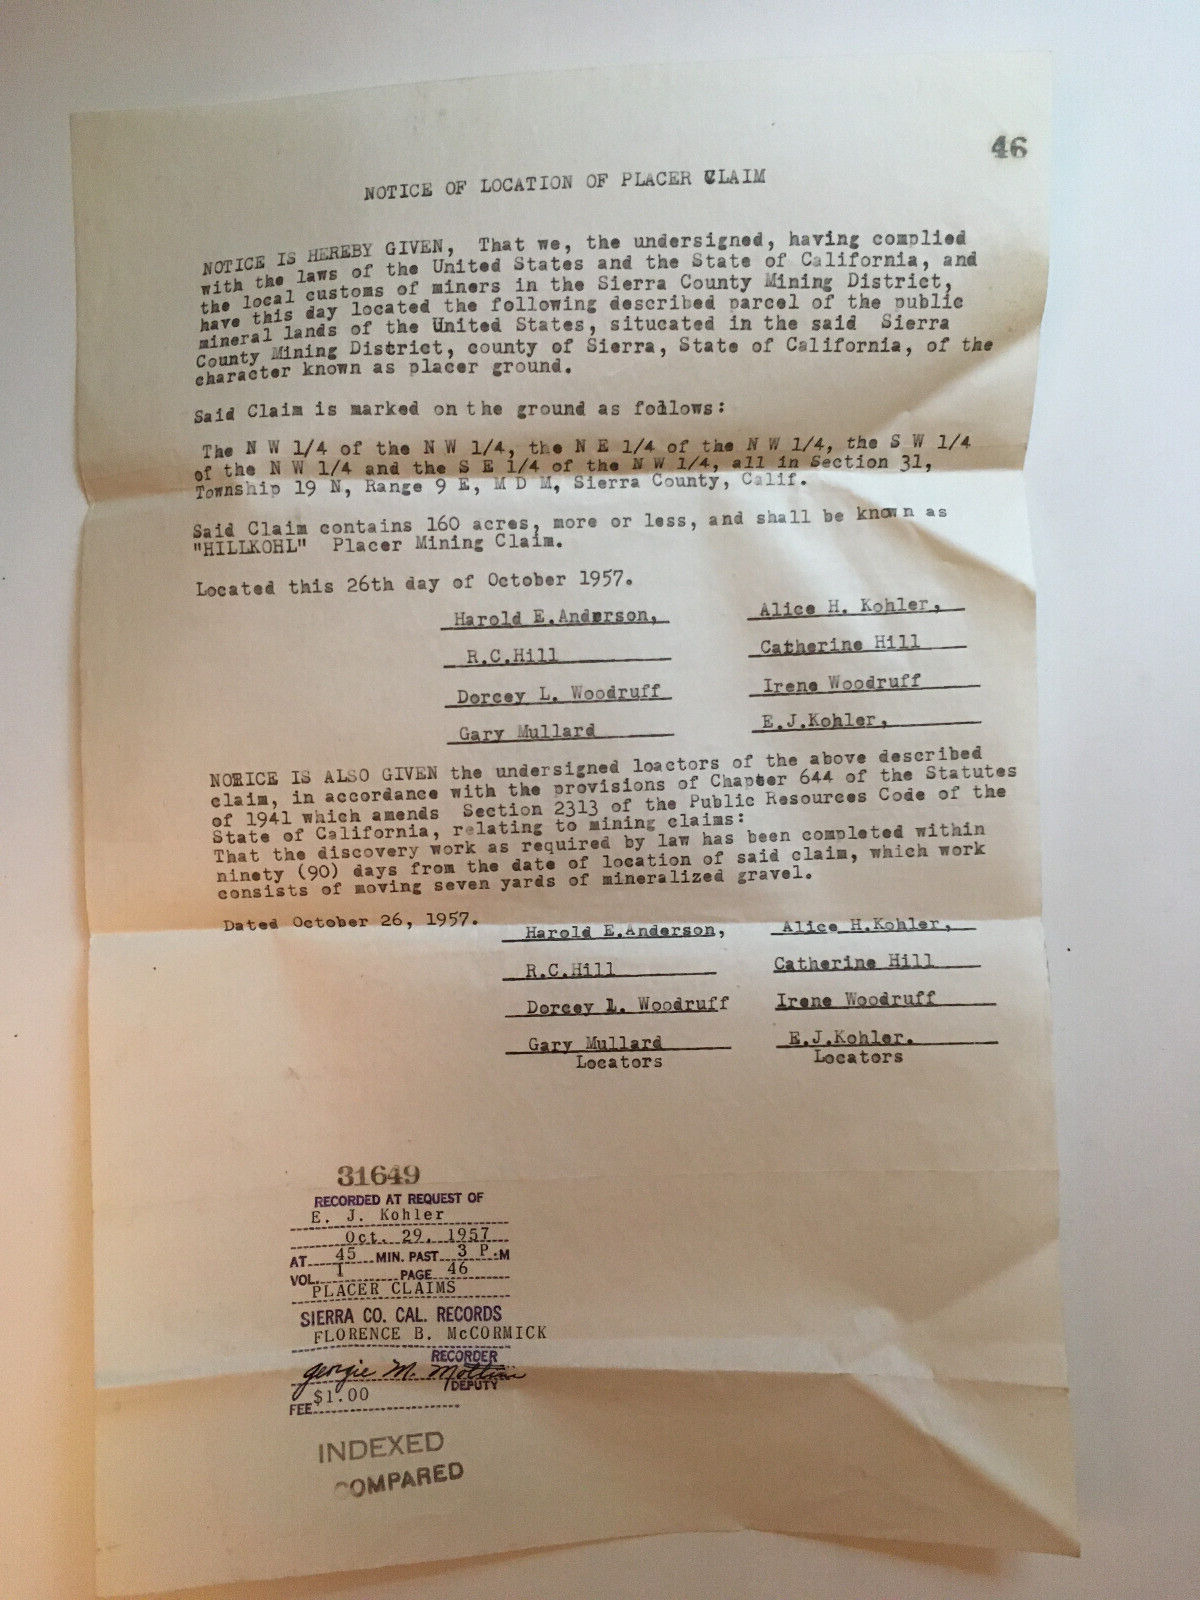 46
NOTICE OF LOCATION OF PLACER CLAIM
NOTICE IS HEREBY GIVEN, That we, the undersigned, having complied
with the laws of the United States and the State of California, and
the local customs of miners in the Sierra County Mining District,
have this day located the following described parcel of the public
mineral lands of the United States, situcated in the said Sierra
County Mining District, county of Sierra, State of California, of the
character known as placer ground.
Said Claim is marked on the ground as follows:
The N W 1/4 of the N W 1/4, the N E 1/4 of the N W 1/4, the S W 1/4
of the N W 1/4 and the S E 1/4 of the N W 1/4, all in Section 31,
Township 19 N, Range 9 E, M D M, Sierra County, Calif.
Said Claim contains 160 acres, more or less, and shall be known as
"HILLKOHL" Placer Mining Claim.
Located this 26th day of October 1957.
Harold E.Anderson, Alice H. Kohler,
R.C.Hill Catherine Hill
Dorcey L. Woodruff Irene Woodruff
Gary Mullard E.J.Kohler,
NORICE IS ALSO GIVEN the undersigned loactors of the above described
claim, in accordance with the provisions of Chapter 644 of the Statutes
of 1941 which amends Section 2313 of the Public Resources Code of the
State of California, relating to mining claims:
That the discovery work as required by law has been completed within
ninety (90) days from the date of location of said claim, which work
consists of moving seven yards of mineralized gravel.
Dated October 26, 1957.
Harold E.Anderson, Alice H.Kohler,
R.C.Hill Catherine Hill
Dorcey L. Woodruff Irene Woodruff
Gary Mullard E.J.Kohler.
Locators Locators
31649
RECORDED AT REQUEST OF
E. J. Kohler
Oct. 29, 1957
AT 45 MIN. PAST 3 P.M
VOL. 1 PAGE 46
PLACER CLAIMS
SIERRA CO. CAL. RECORDS
FLORENCE B. McCORMICK
RECORDER
Georgie M.
DEPUTY
FEE $1.00
INDEXED
COMPARED